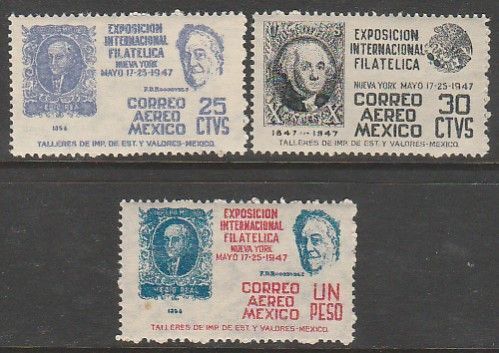 EXPOSICION
INTERNACIONAL
FILATELICA
NUEVA YORK
MAYO 17-25-1947
F.D.ROOSEVELT
CORREO
AEREO
MEXICO
25
CTVS
1856
TALLERES DE IMP. DE EST. Y VALORES-MEXICO.
EXPOSICION
INTERNACIONAL
FILATELICA
NUEVA YORK MAYO 17-25-1947
CORREO
AEREO
MEXICO
30
CTVS
1847-1947
TALLERES DE IMP. DE EST. Y VALORES-MEXICO.
EXPOSICION
INTERNACIONAL
FILATELICA
NUEVA YORK
MAYO 17-25-1947
F.D.ROOSEVELT
MEDIO REAL
CORREO
AEREO
MEXICO
UN
PESO
1856
TALLERES DE IMP. DE EST. Y VALORES-MEXICO.